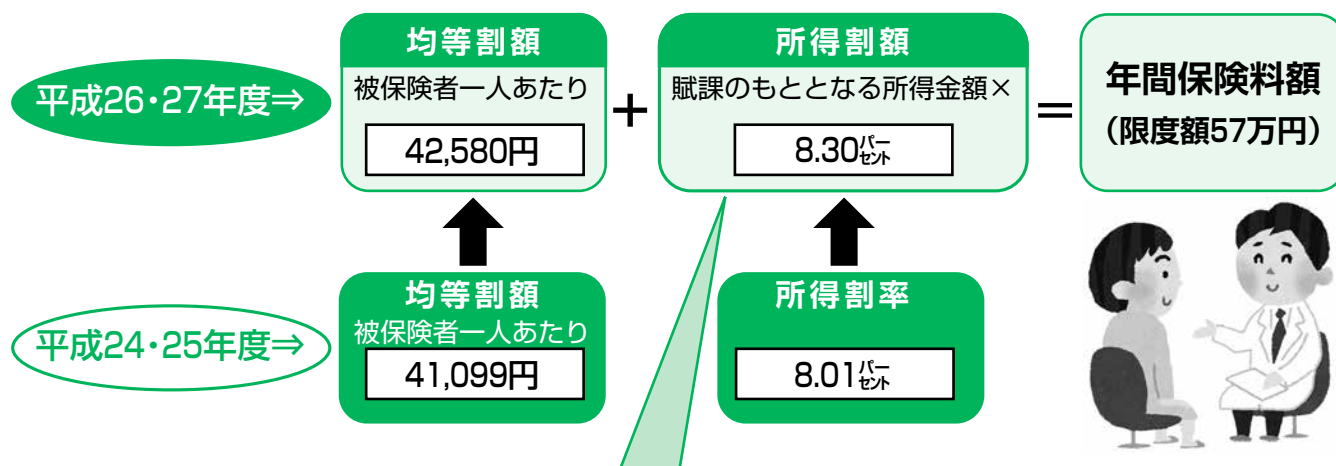 平成26・27年度⇒
均等割額
被保険者一人あたり
42,580円
+
所得割額
賦課のもととなる所得金額×
8.30パーセント
=
年間保険料額
(限度額57万円)
平成24・25年度⇒
均等割額
被保険者一人あたり
41,099円
所得割率
8.01パーセント